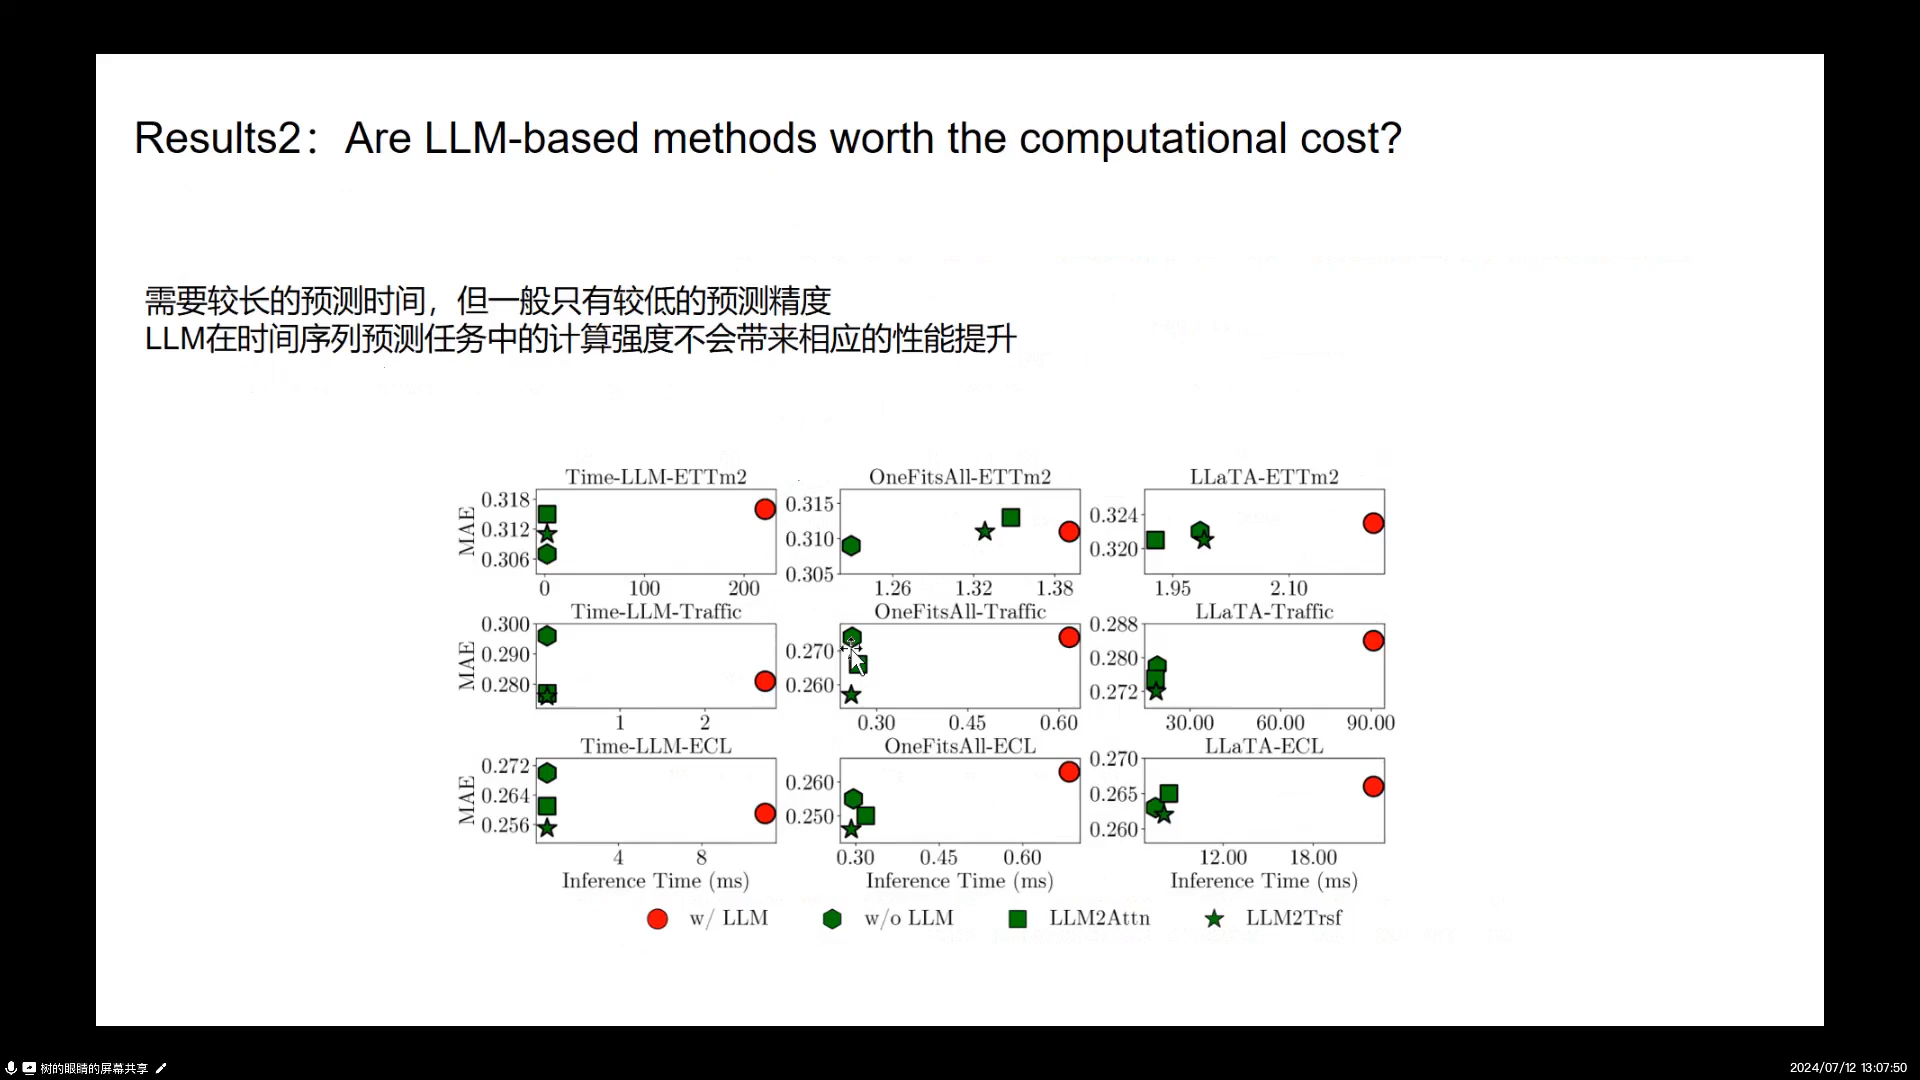 Results2：Are LLM-based methods worth the computational cost?
需要较长的预测时间，但一般只有较低的预测精度
LLM在时间序列预测任务中的计算强度不会带来相应的性能提升
Time-LLM-ETTm2 OneFitsAll-ETTm2 LLaTA-ETTm2
MAE
0.318
0.312
0.306
0 100 200
0.315
0.310
0.305
1.26 1.32 1.38
0.324
0.320
1.95 2.10
Time-LLM-Traffic OneFitsAll-Traffic LLaTA-Traffic
MAE
0.300
0.290
0.280
1 2
0.270
0.260
0.30 0.45 0.60
0.288
0.280
0.272
30.00 60.00 90.00
Time-LLM-ECL OneFitsAll-ECL LLaTA-ECL
MAE
0.272
0.264
0.256
4 8
0.260
0.250
0.30 0.45 0.60
0.270
0.265
0.260
12.00 18.00
Inference Time (ms) Inference Time (ms) Inference Time (ms)
w/ LLM w/o LLM LLM2Attn LLM2Trsf
树的眼睛的屏幕共享
2024/07/12 13:07:50